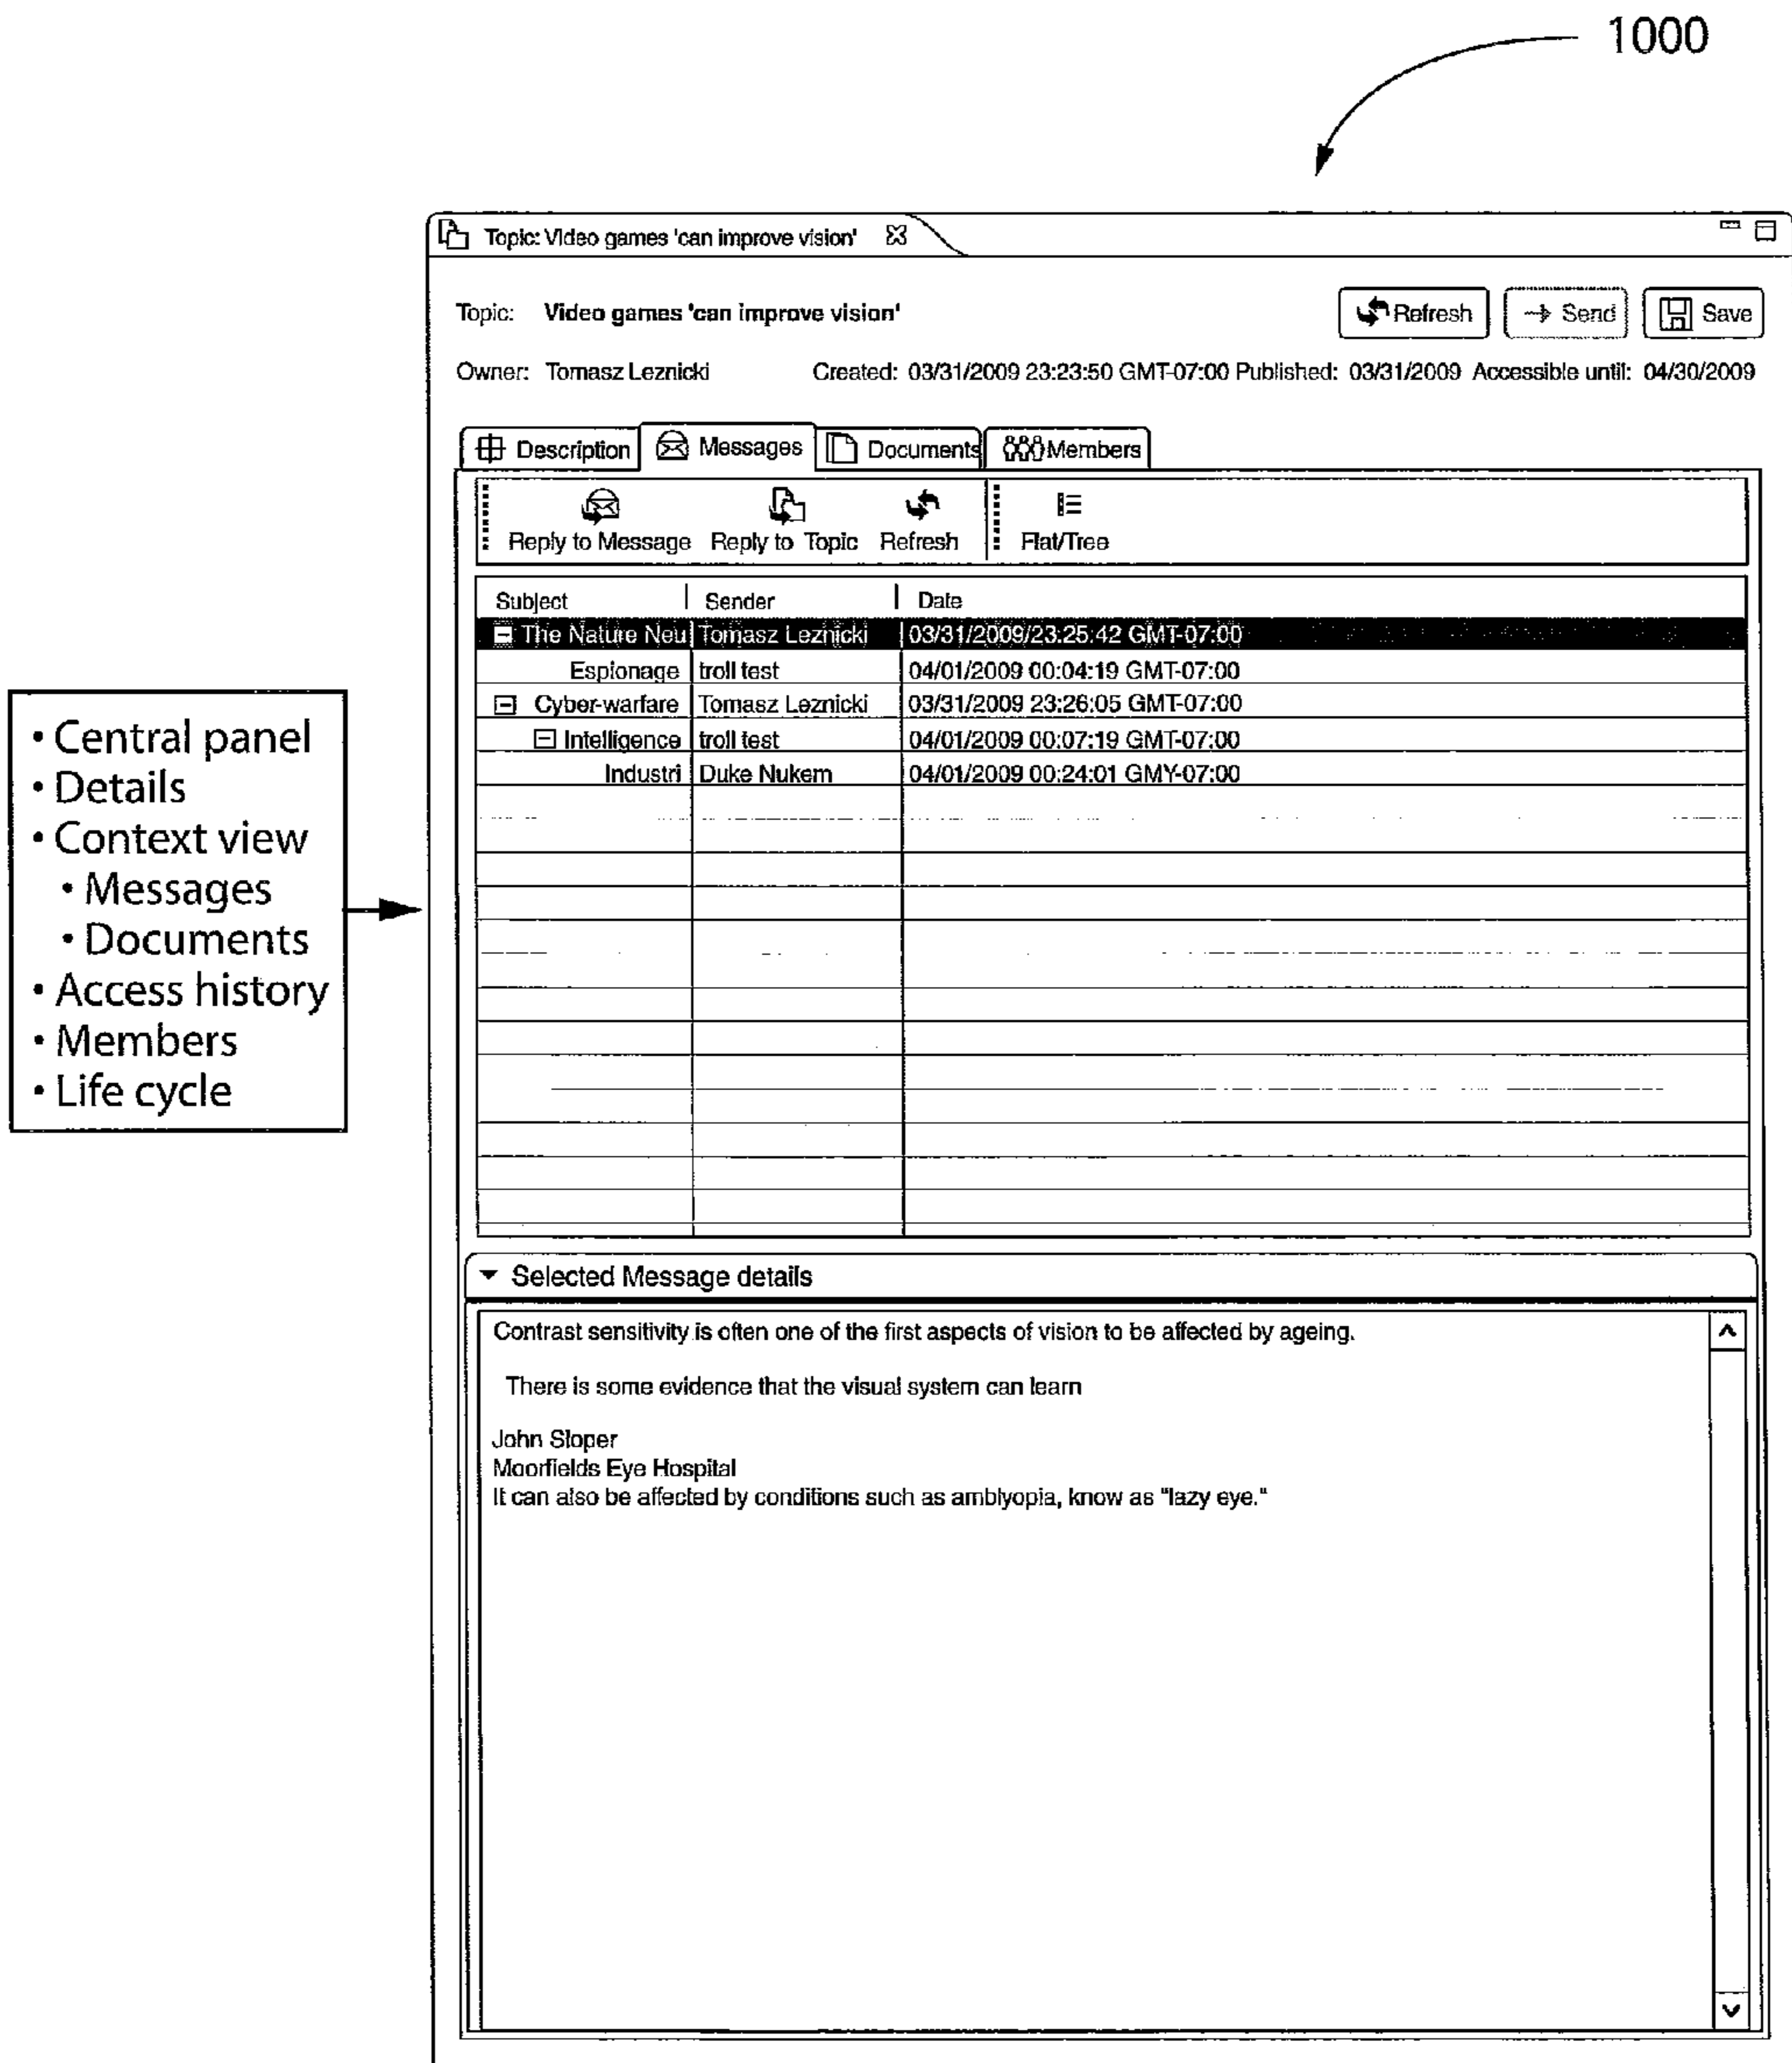 1000
Topic: Video games 'can improve vision'
Topic: Video games 'can improve vision'
Refresh
Send
Save
Owner: Tomasz Leznicki Created: 03/31/2009 23:23:50 GMT-07:00 Published: 03/31/2009 Accessible until: 04/30/2009
Description Messages Documents Members
Reply to Message Reply to Topic Refresh Flat/Tree
Subject Sender Date
The Nature Neu Tomasz Leznicki 03/31/2009/23:25:42 GMT-07:00
Espionage troll test 04/01/2009 00:04:19 GMT-07:00
Cyber-warfare Tomasz Leznicki 03/31/2009 23:26:05 GMT-07:00
Intelligence troll test 04/01/2009 00:07:19 GMT-07:00
Industri Duke Nukem 04/01/2009 00:24:01 GMY-07:00
• Central panel
• Details
• Context view
• Messages
• Documents
• Access history
• Members
• Life cycle
Selected Message details
Contrast sensitivity is often one of the first aspects of vision to be affected by ageing.
There is some evidence that the visual system can learn
John Sloper
Moorfields Eye Hospital
It can also be affected by conditions such as amblyopia, know as "lazy eye."